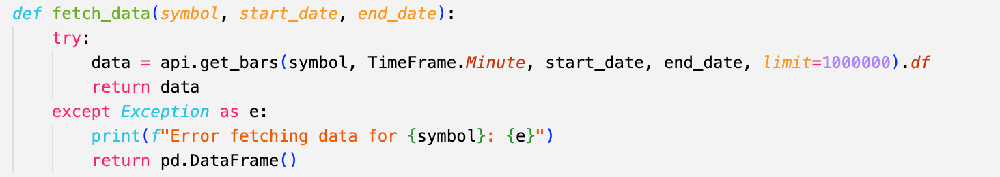 def fetch_data(symbol, start_date, end_date):
    try:
        data = api.get_bars(symbol, TimeFrame.Minute, start_date, end_date, limit=1000000).df
        return data
    except Exception as e:
        print(f"Error fetching data for {symbol}: {e}")
        return pd.DataFrame()